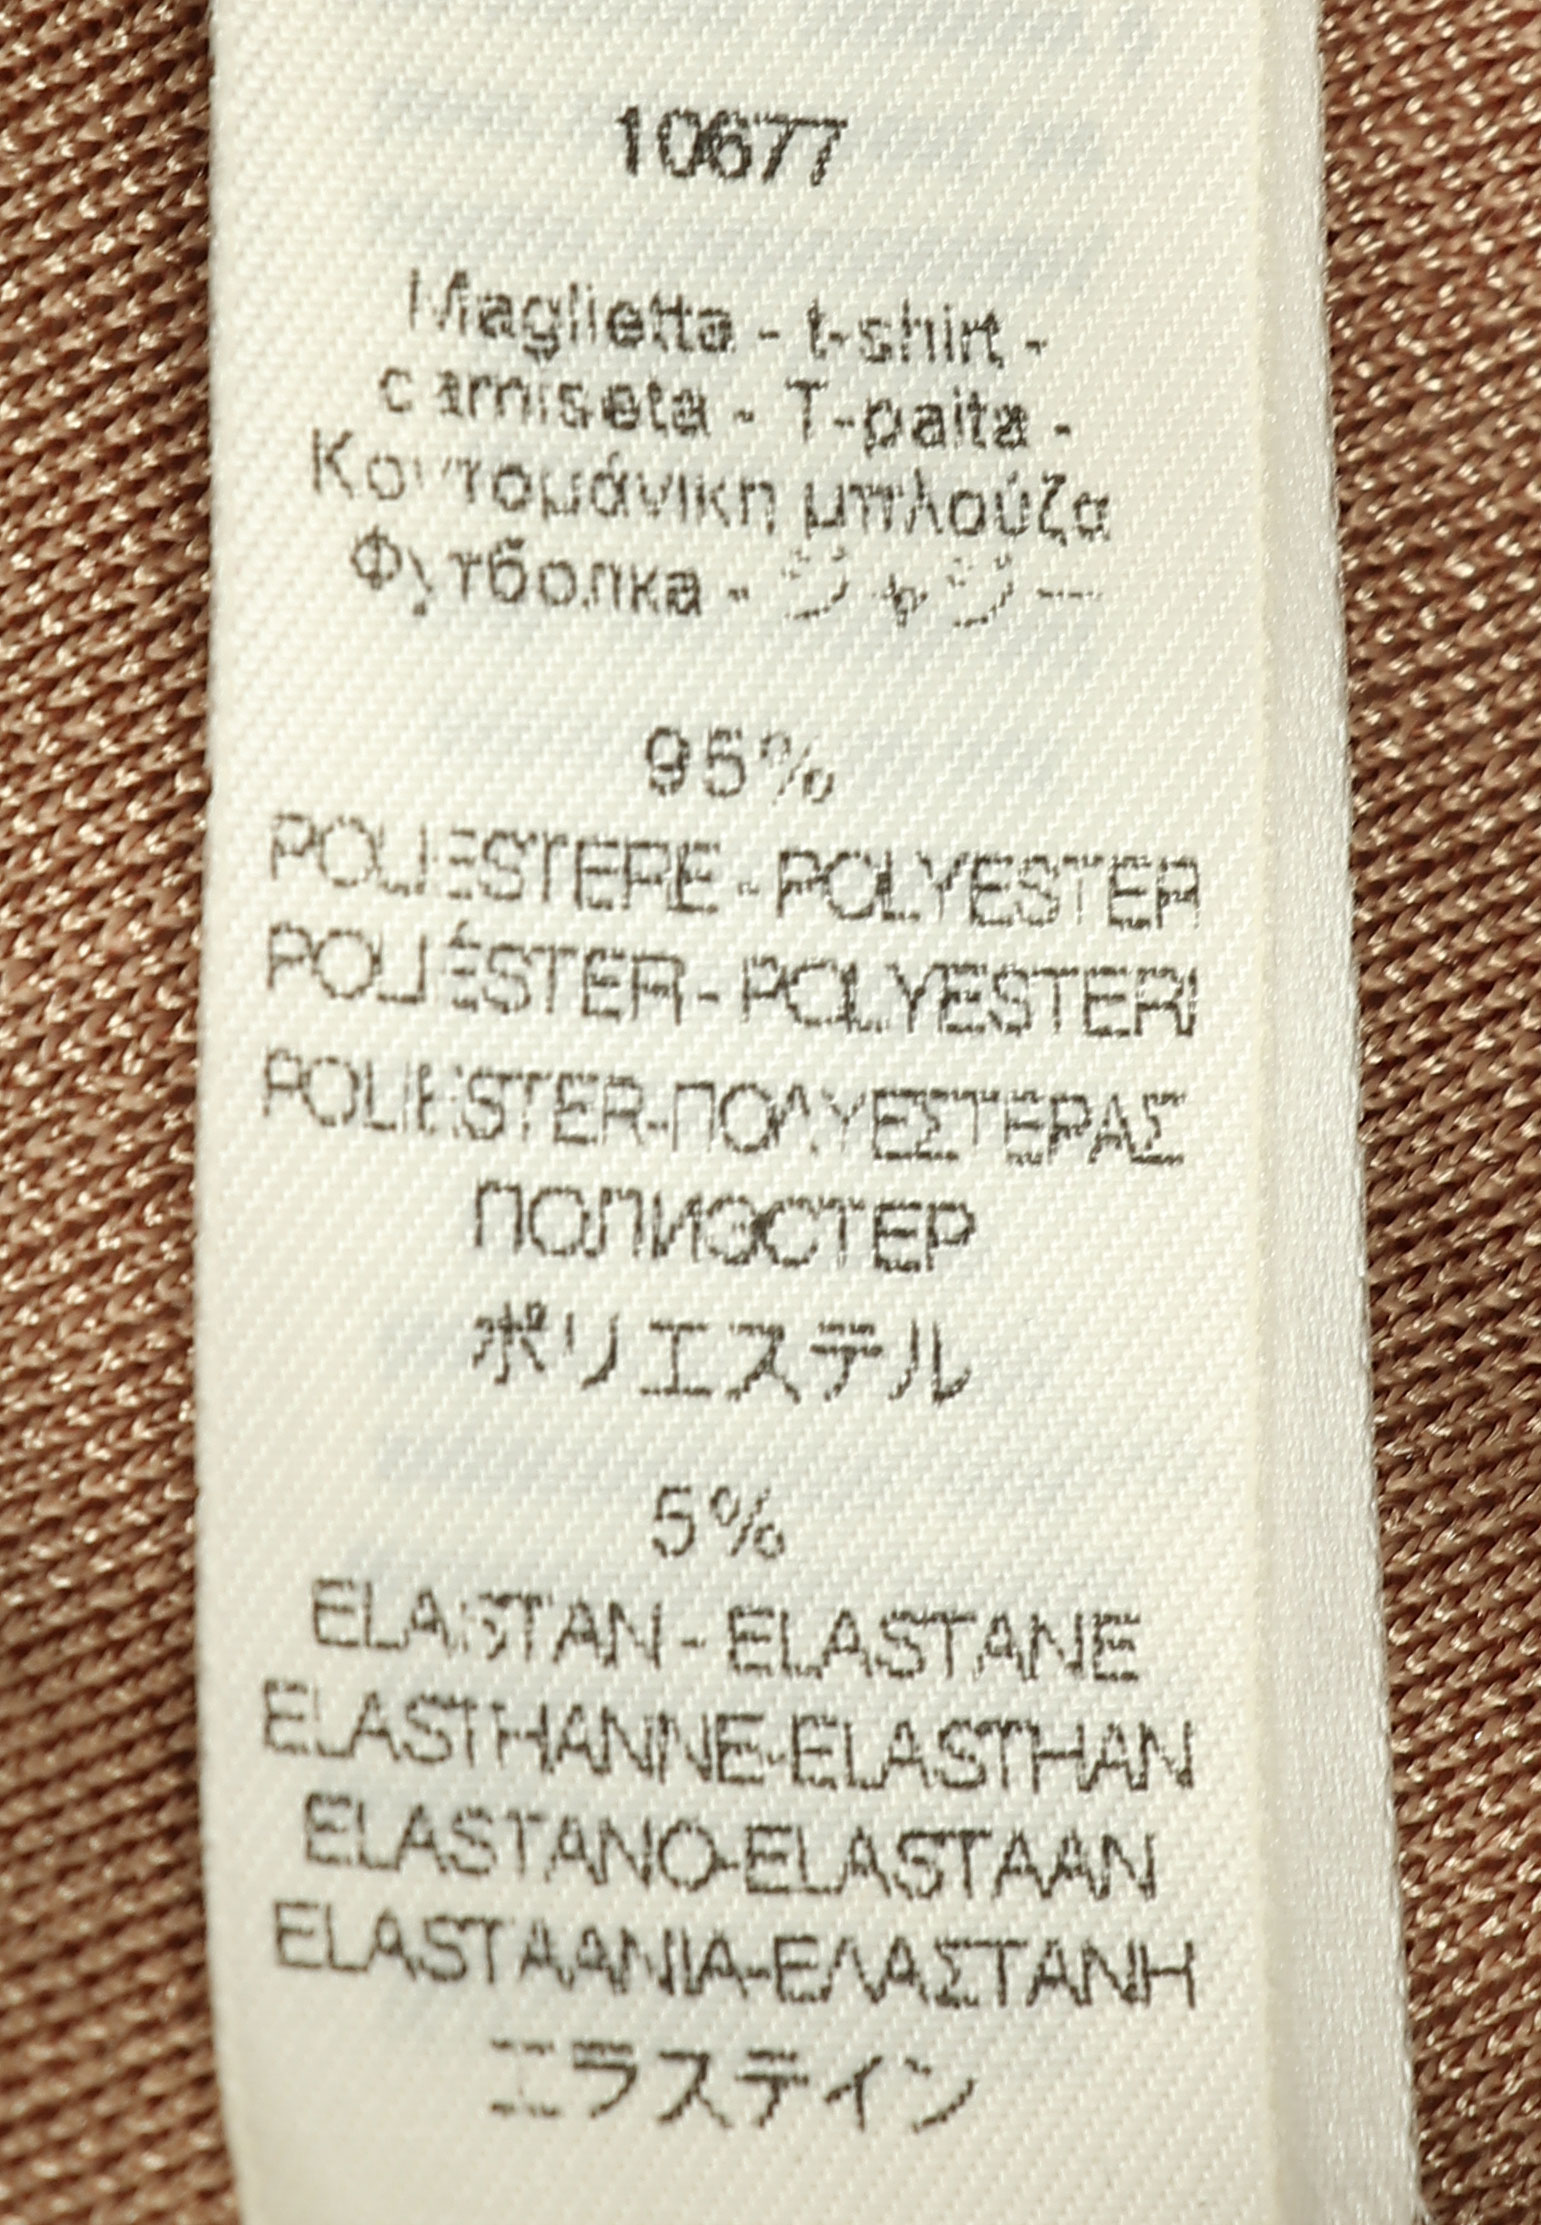 10677
Maglietta - t-shirt -
camiseta - T-paita -
Κοντομάνικη μπλούζα
Футболка - ジャジー
95%
POLIESTERE - POLYESTER
POLIÉSTER - POLYESTERI
POLIESTER-ΠΟΛΥΕΣΤΕΡΑΣ
ПОЛИЭСТЕР
ポリエステル
5%
ELASTAN - ELASTANE
ELASTHANNE-ELASTHAN
ELASTANO-ELASTAAN
ELASTAANIA-ΕΛΑΣΤΑΝΗ
エラステイン